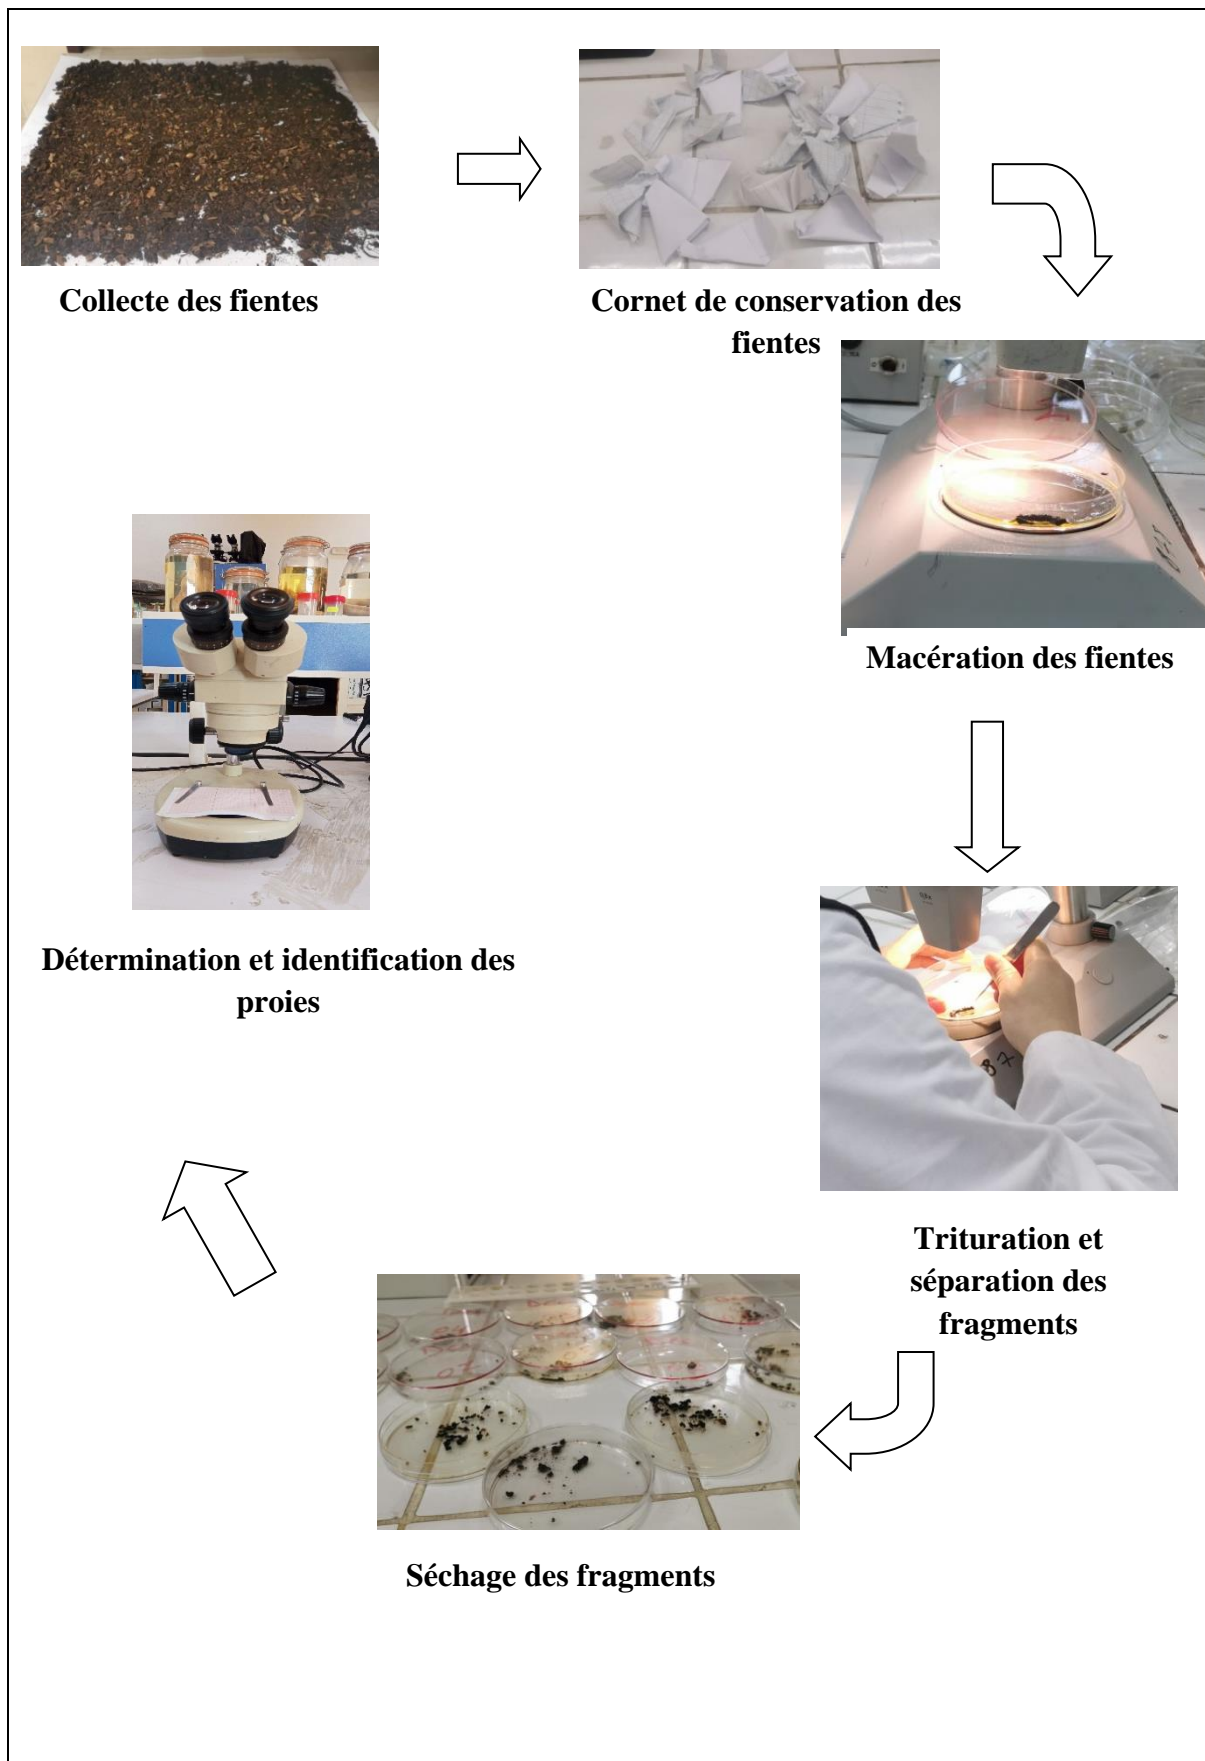 Collecte des fientes
Cornet de conservation des
fientes
Macération des fientes
Détermination et identification des
proies
87
Trituration et
séparation des
fragments
Séchage des fragments